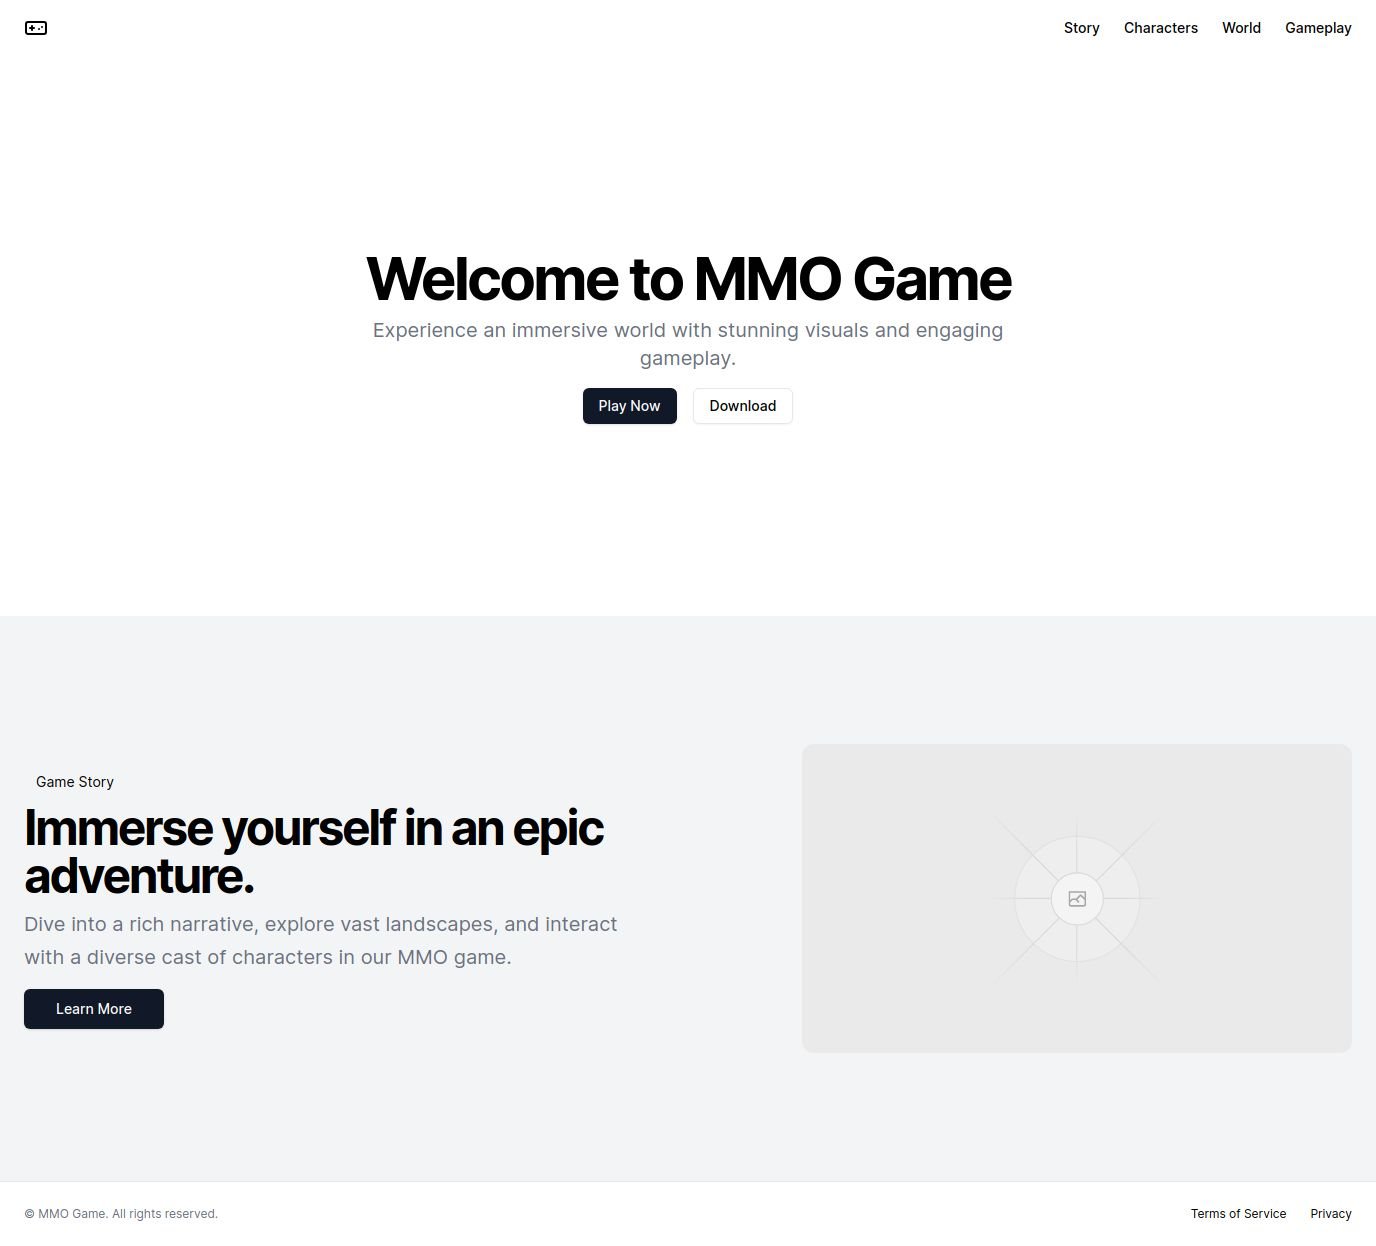 Story Characters World Gameplay
Welcome to MMO Game
Experience an immersive world with stunning visuals and engaging
gameplay.
Play Now Download
Game Story
Immerse yourself in an epic
adventure.
Dive into a rich narrative, explore vast landscapes, and interact
with a diverse cast of characters in our MMO game.
Learn More
© MMO Game. All rights reserved. Terms of Service Privacy